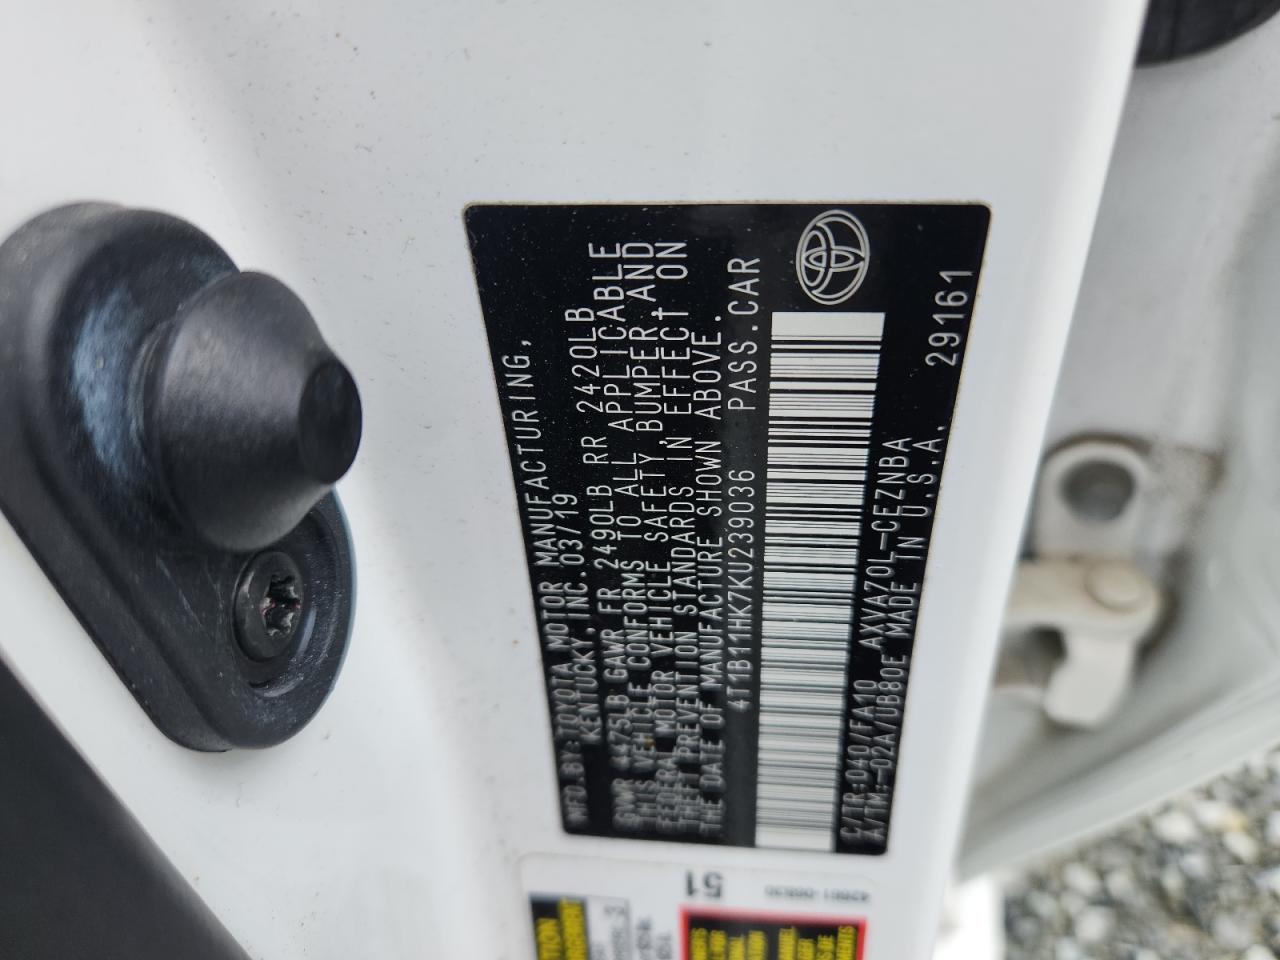 MFD.BY:TOYOTA MOTOR MANUFACTURING,
KENTUCKY, INC. 03/19
GVWR 4475LB GAWR FR 2490LB RR 2420LB
THIS VEHICLE CONFORMS TO ALL APPLICABLE
FEDERAL MOTOR VEHICLE SAFETY,BUMPER,AND
THEFT PREVENTION STANDARDS IN EFFECT ON
THE DATE OF MANUFACTURE SHOWN ABOVE.
4T1B11HK7KU239036 PASS.CAR
C/TR:040/FA10 AXVA70L-CEZNBA
A/TM:-02A/UB80E MADE IN U.S.A. 29161
51